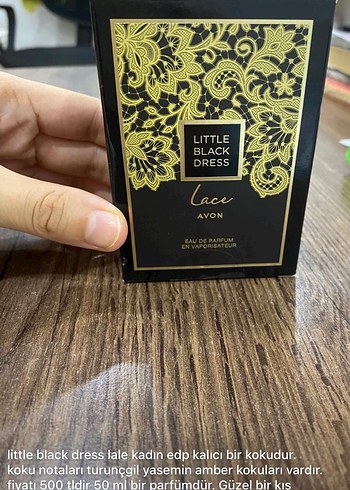 LITTLE
BLACK
DRESS
Lace
AVON
EAU DE PARFUM
EN VAPORISATEUR
little black dress lale kadın edp kalıcı bir kokudur.
koku notaları turunçgil yasemin amber kokuları vardır.
fiyatı 500 tldir 50 ml bir parfümdür. Güzel bir kış